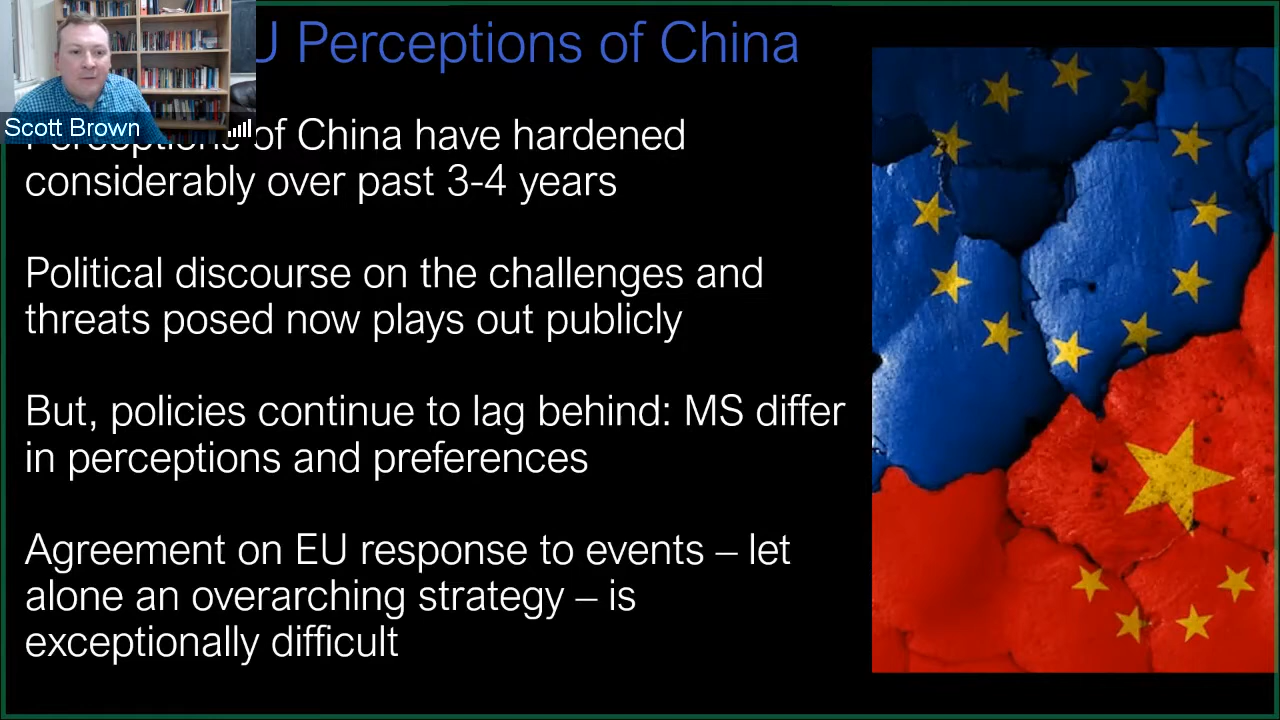 U Perceptions of China
Scott Brown
Perceptions of China have hardened
considerably over past 3-4 years
Political discourse on the challenges and
threats posed now plays out publicly
But, policies continue to lag behind: MS differ
in perceptions and preferences
Agreement on EU response to events – let
alone an overarching strategy – is
exceptionally difficult